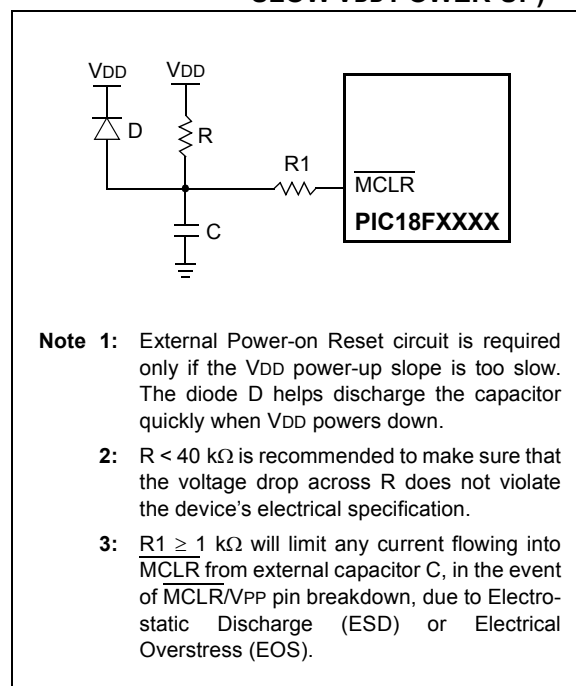 SLOW VDD POWER-UP)
VDD VDD
D
R
R1
MCLR
PIC18FXXXX
C
Note 1: External Power-on Reset circuit is required
only if the VDD power-up slope is too slow.
The diode D helps discharge the capacitor
quickly when VDD powers down.
2: R < 40 kΩ is recommended to make sure that
the voltage drop across R does not violate
the device's electrical specification.
3: R1 ≥ 1 kΩ will limit any current flowing into
MCLR from external capacitor C, in the event
of MCLR/VPP pin breakdown, due to Electro-
static Discharge (ESD) or Electrical
Overstress (EOS).